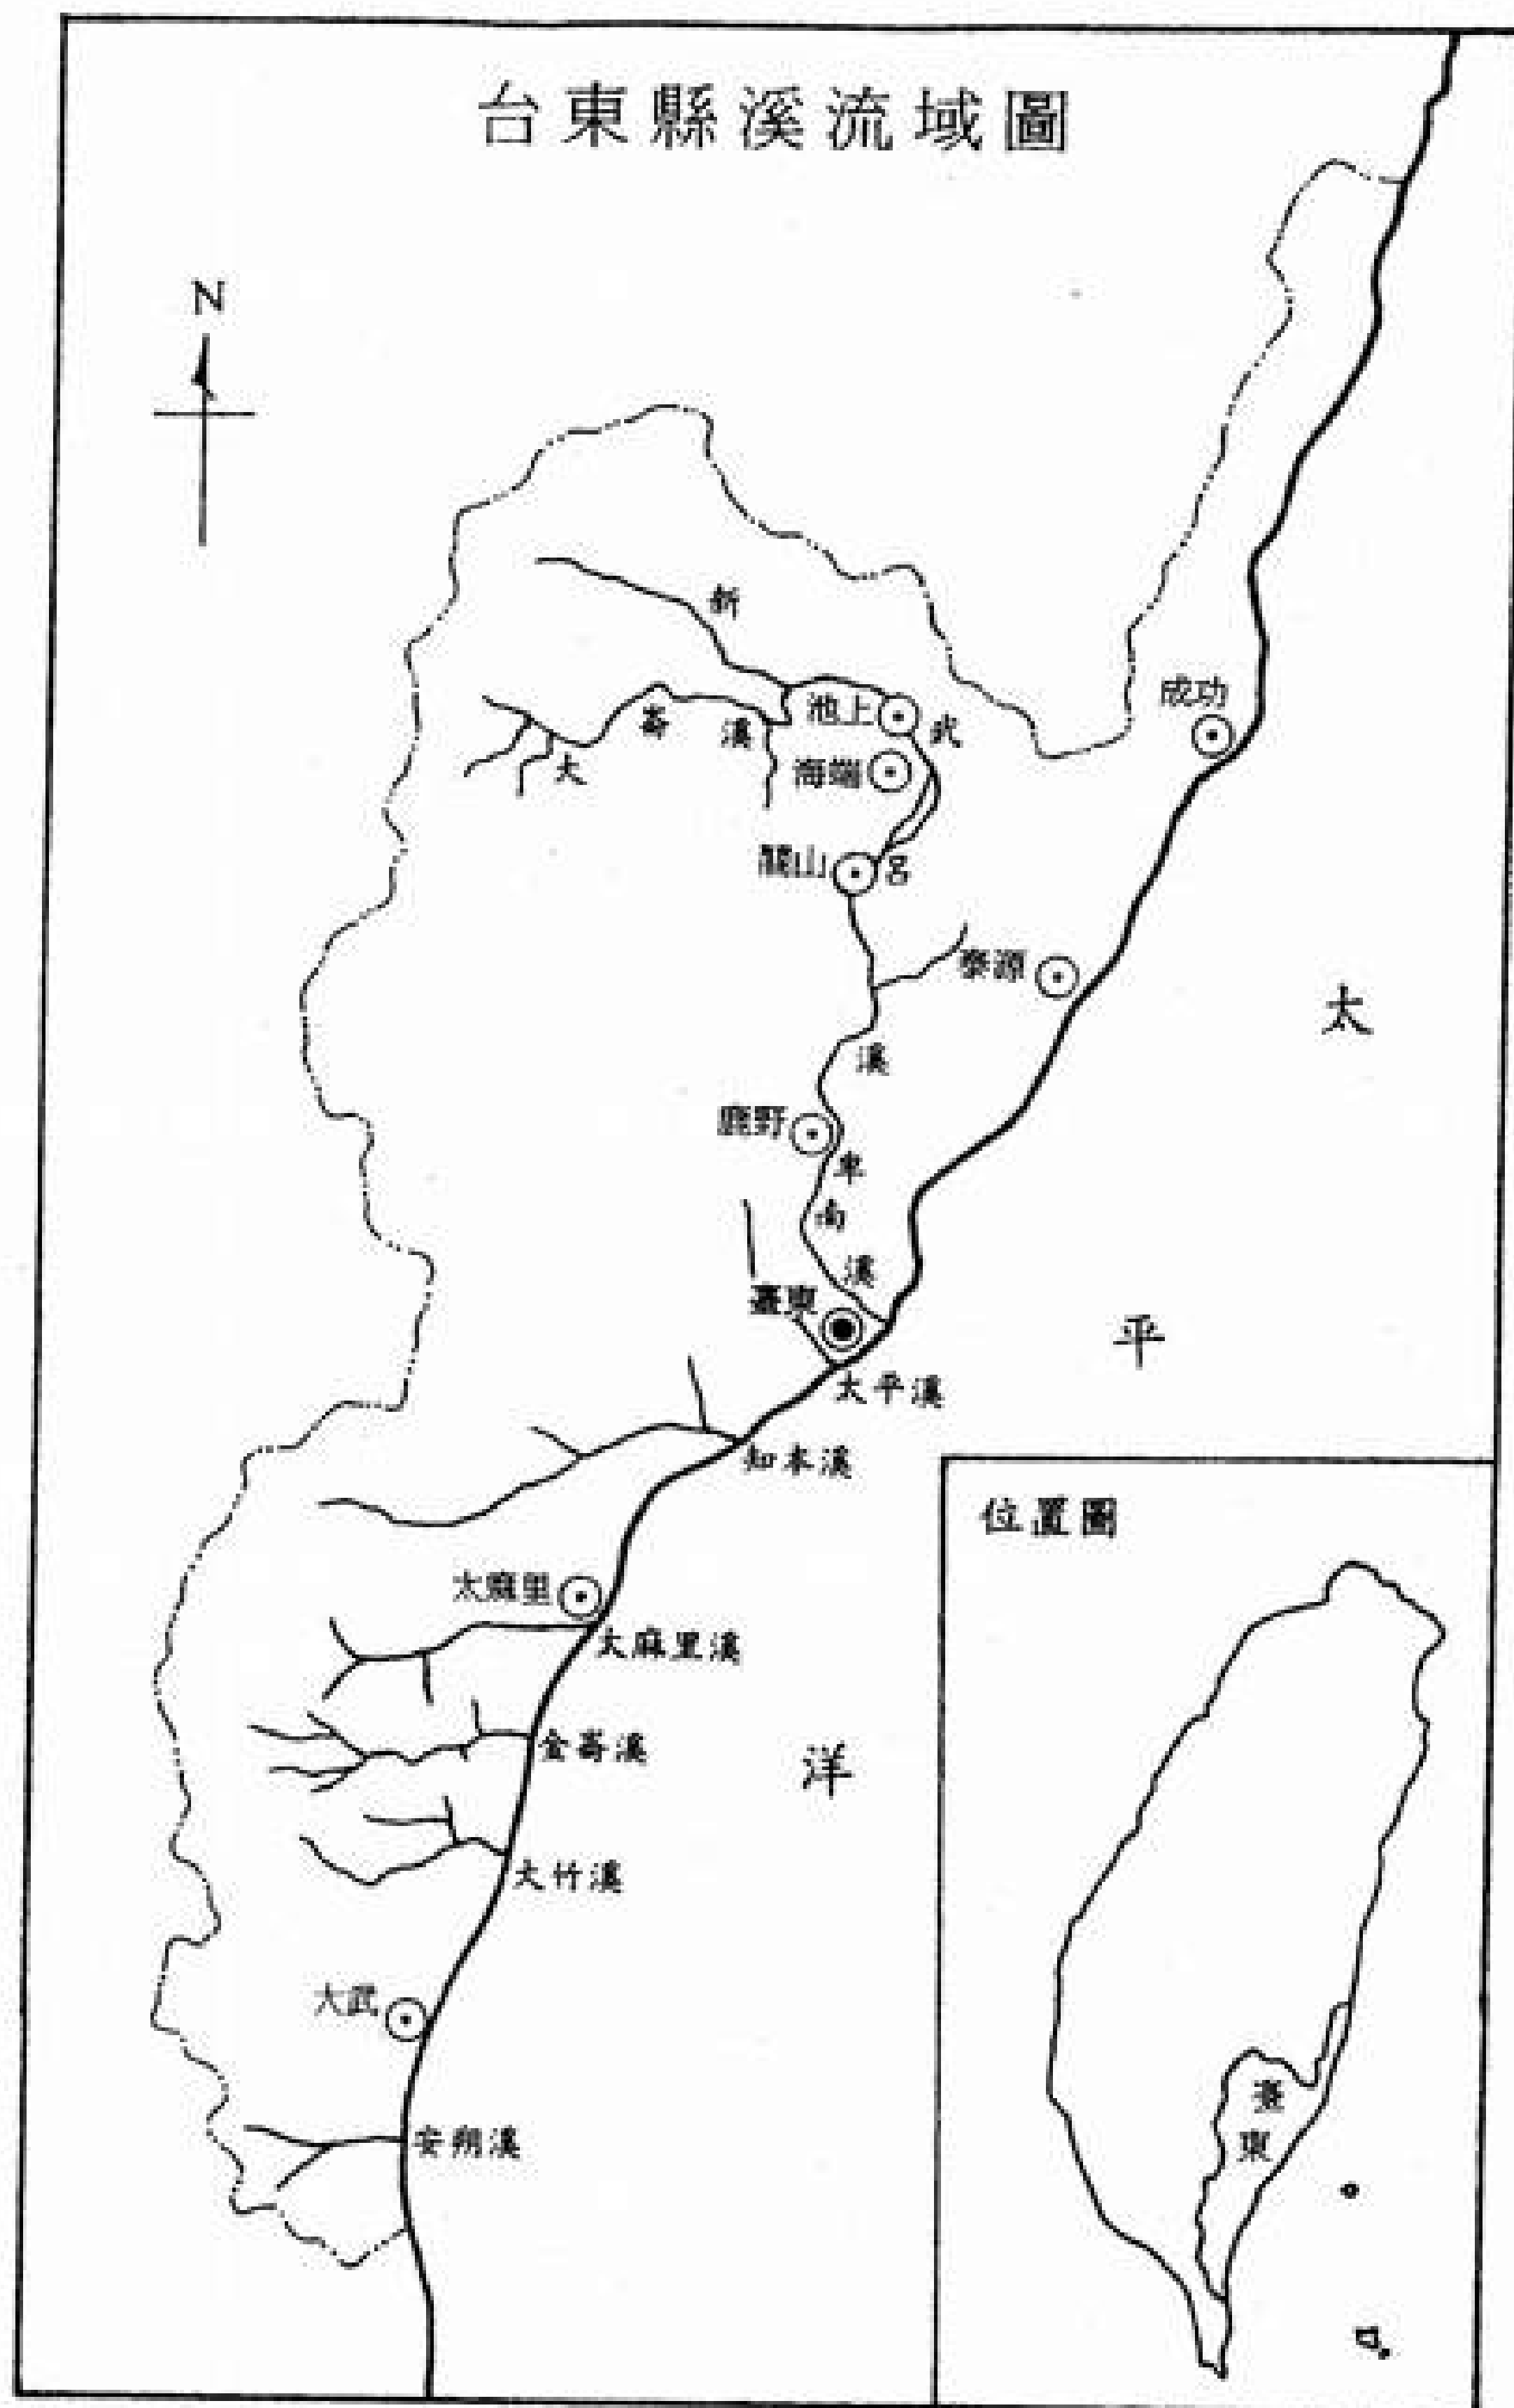 台東縣溪流域圖
N
新武呂溪
大崙溪
池上
海端
關山
成功
泰源
鹿野
卑南溪
臺東
太平溪
知本溪
太麻里
太麻里溪
金崙溪
大竹溪
大武
安朔溪
太平洋
位置圖
臺東